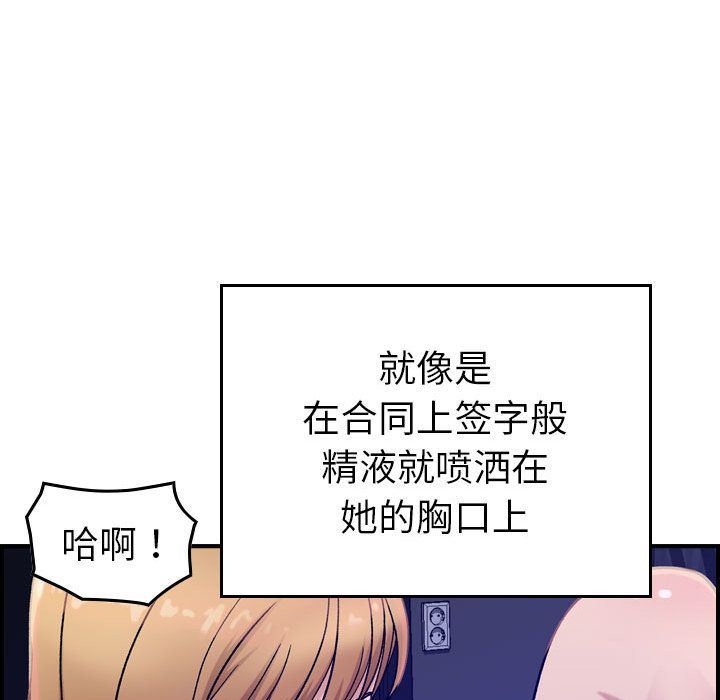 就像是
在合同上签字般
精液就喷洒在
她的胸口上
哈啊！